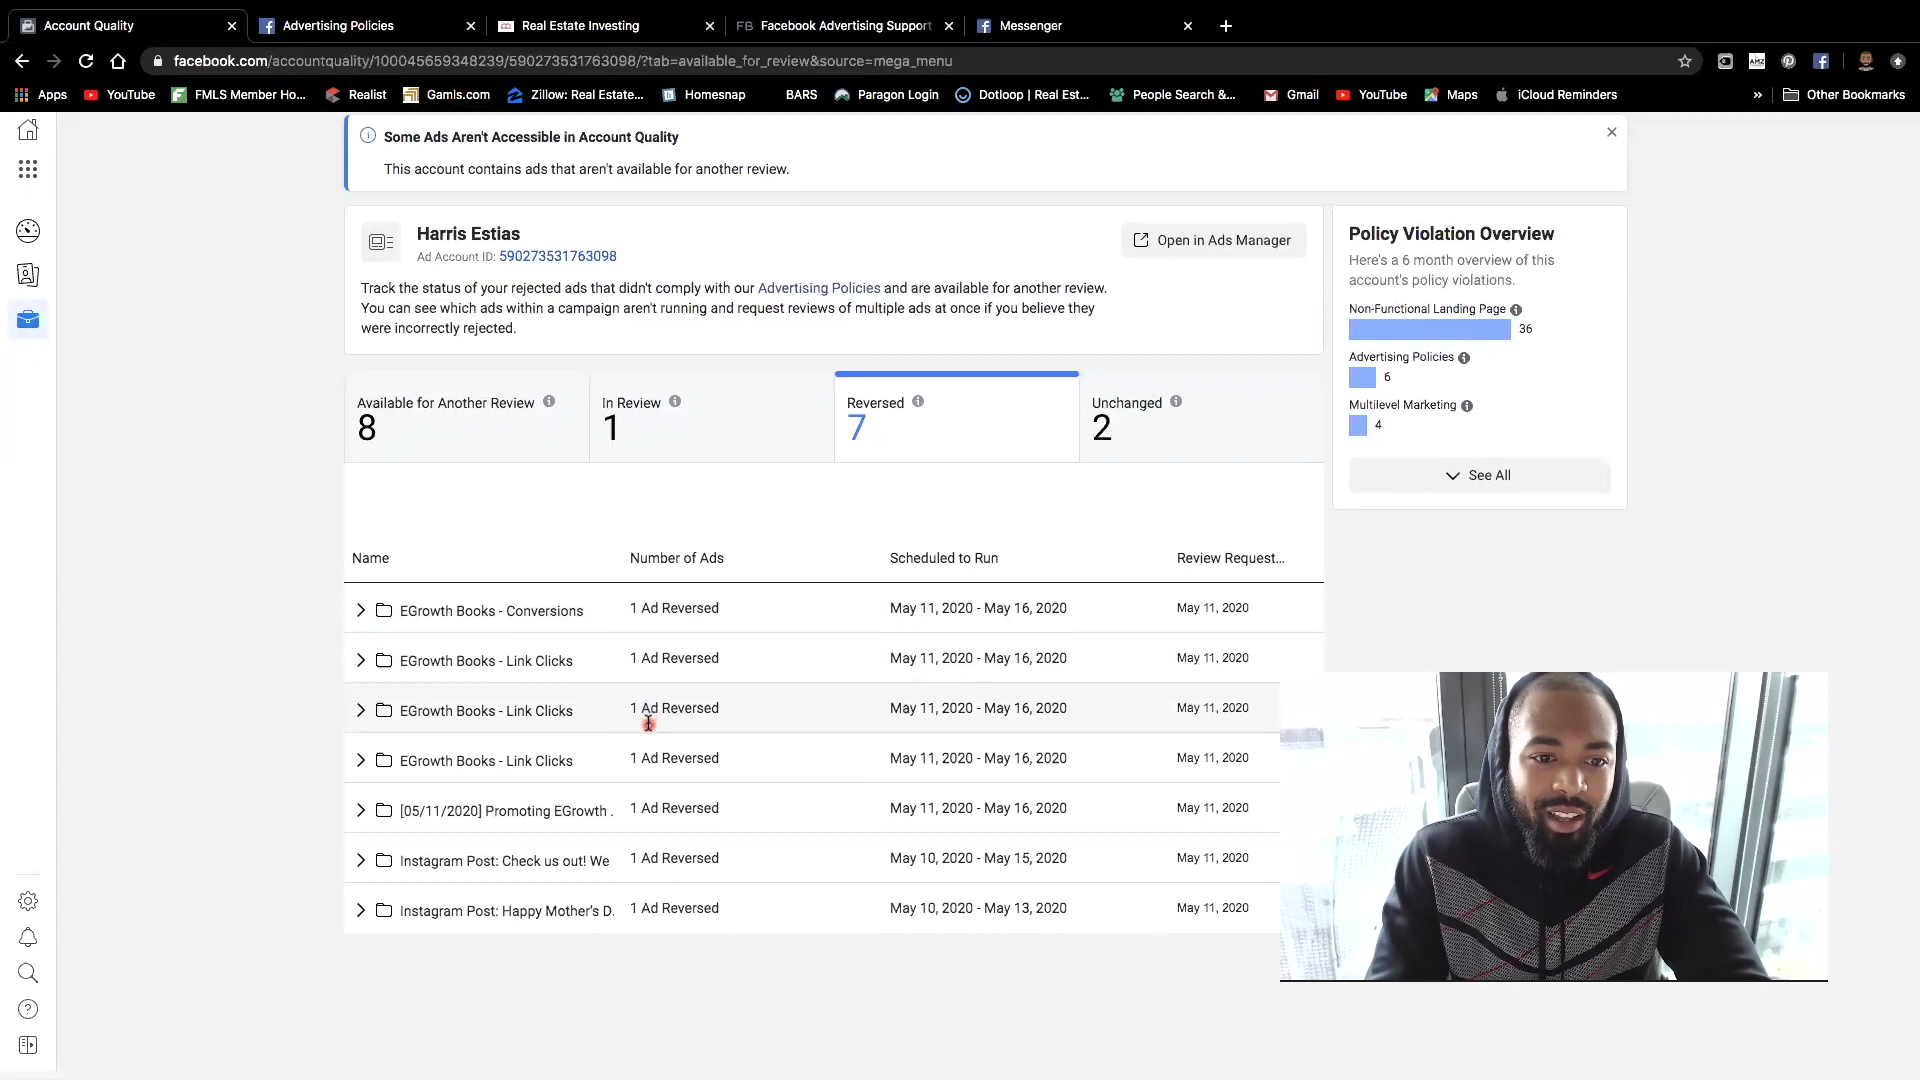 Account Quality
Advertising Policies
Real Estate Investing
FB Facebook Advertising Support
Messenger
facebook.com/accountquality/100045659348239/590273531763098/?tab=available_for_review&source=mega_menu
Apps YouTube FMLS Member Ho... Realist Gamls.com Zillow: Real Estate... Homesnap BARS Paragon Login Dotloop | Real Est... People Search &... Gmail YouTube Maps iCloud Reminders » Other Bookmarks
Some Ads Aren't Accessible in Account Quality
This account contains ads that aren't available for another review.
Harris Estias
Ad Account ID: 590273531763098
Open in Ads Manager
Track the status of your rejected ads that didn't comply with our Advertising Policies and are available for another review.
You can see which ads within a campaign aren't running and request reviews of multiple ads at once if you believe they
were incorrectly rejected.
Policy Violation Overview
Here's a 6 month overview of this
account's policy violations.
Non-Functional Landing Page
36
Advertising Policies
6
Multilevel Marketing
4
See All
Available for Another Review
8
In Review
1
Reversed
7
Unchanged
2
Name Number of Ads Scheduled to Run Review Request...
EGrowth Books - Conversions 1 Ad Reversed May 11, 2020 - May 16, 2020 May 11, 2020
EGrowth Books - Link Clicks 1 Ad Reversed May 11, 2020 - May 16, 2020 May 11, 2020
EGrowth Books - Link Clicks 1 Ad Reversed May 11, 2020 - May 16, 2020 May 11, 2020
EGrowth Books - Link Clicks 1 Ad Reversed May 11, 2020 - May 16, 2020 May 11, 2020
[05/11/2020] Promoting EGrowth . 1 Ad Reversed May 11, 2020 - May 16, 2020 May 11, 2020
Instagram Post: Check us out! We 1 Ad Reversed May 10, 2020 - May 15, 2020 May 11, 2020
Instagram Post: Happy Mother's D. 1 Ad Reversed May 10, 2020 - May 13, 2020 May 11, 2020